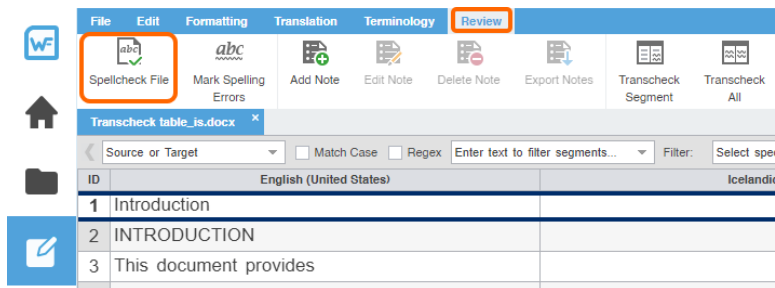 File Edit Formatting Translation Terminology Review
WF
abc abc
Spellcheck File Mark Spelling Errors Add Note Edit Note Delete Note Export Notes Transcheck Segment Transcheck All
Transcheck table_is.docx ×
Source or Target Match Case Regex Enter text to filter segments... Filter: Select spe
ID English (United States) Icelandic
1 Introduction
2 INTRODUCTION
3 This document provides